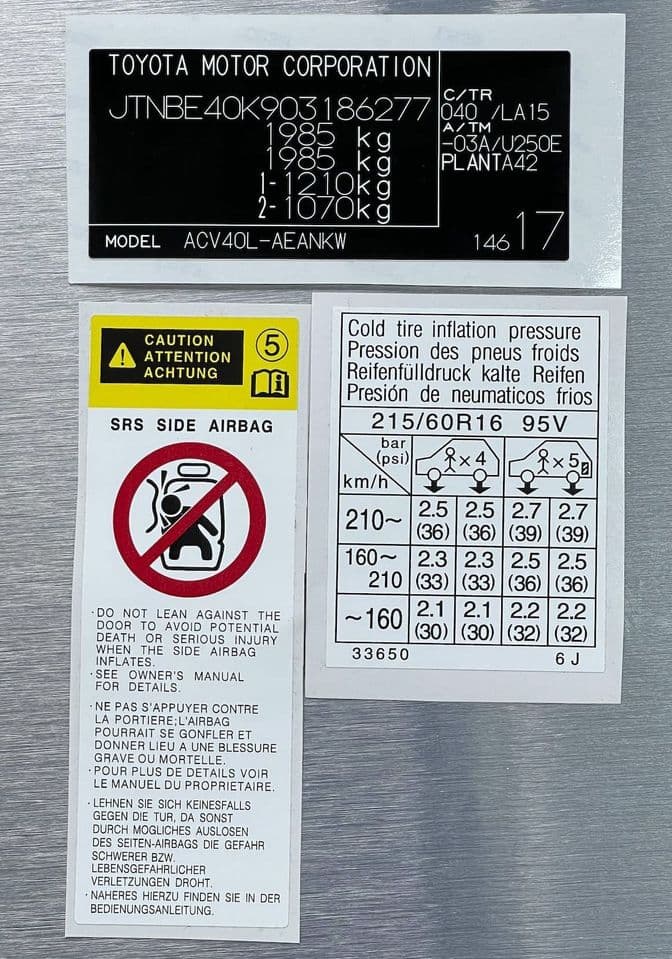 TOYOTA MOTOR CORPORATION
JTNBE40K903186277
1985 kg
1985 kg
1-1210kg
2-1070kg
C/TR
040 /LA15
A/TM
-03A/U250E
PLANTA42
MODEL ACV40L-AEANKW
14617
CAUTION
ATTENTION
ACHTUNG
5
i
SRS SIDE AIRBAG
·DO NOT LEAN AGAINST THE
DOOR TO AVOID POTENTIAL
DEATH OR SERIOUS INJURY
WHEN THE SIDE AIRBAG
INFLATES.
·SEE OWNER'S MANUAL
FOR DETAILS.
·NE PAS S'APPUYER CONTRE
LA PORTIERE;L'AIRBAG
POURRAIT SE GONFLER ET
DONNER LIEU A UNE BLESSURE
GRAVE OU MORTELLE.
·POUR PLUS DE DETAILS VOIR
LE MANUEL DU PROPRIETAIRE.
·LEHNEN SIE SICH KEINESFALLS
GEGEN DIE TUR, DA SONST
DURCH MOGLICHES AUSLOSEN
DES SEITEN-AIRBAGS DIE GEFAHR
SCHWERER BZW.
LEBENSGEFAHRLICHER
VERLETZUNGEN DROHT.
·NAHERES HIERZU FINDEN SIE IN DER
BEDIENUNGSANLEITUNG.
Cold tire inflation pressure
Pression des pneus froids
Reifenfülldruck kalte Reifen
Presión de neumaticos frios
215/60R16 95V
bar
(psi)
km/h
×4
×5
210~ 2.5 2.5 2.7 2.7
(36) (36) (39) (39)
160~
210 2.3 2.3 2.5 2.5
(33) (33) (36) (36)
~160 2.1 2.1 2.2 2.2
(30) (30) (32) (32)
33650 6J